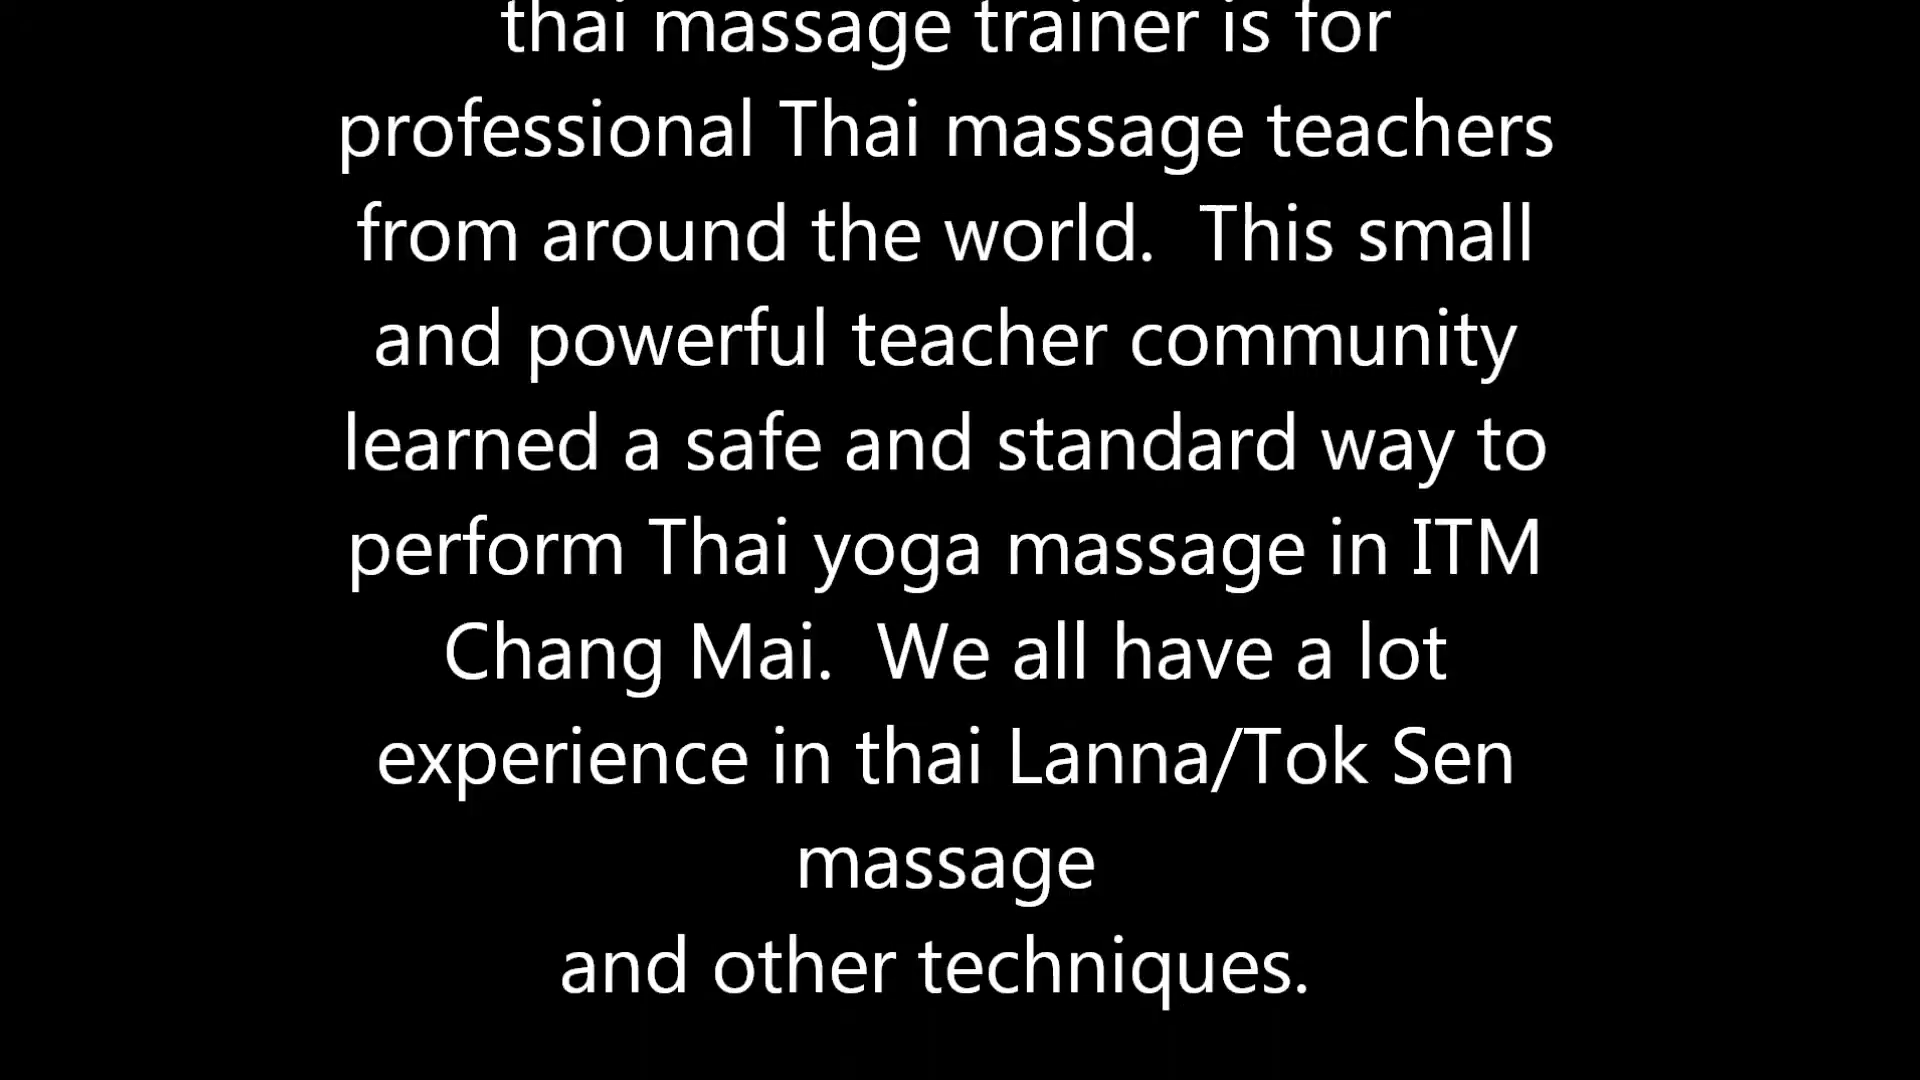 thai massage trainer is for
professional Thai massage teachers
from around the world.  This small
and powerful teacher community
learned a safe and standard way to
perform Thai yoga massage in ITM
Chang Mai.  We all have a lot
experience in thai Lanna/Tok Sen
massage
and other techniques.